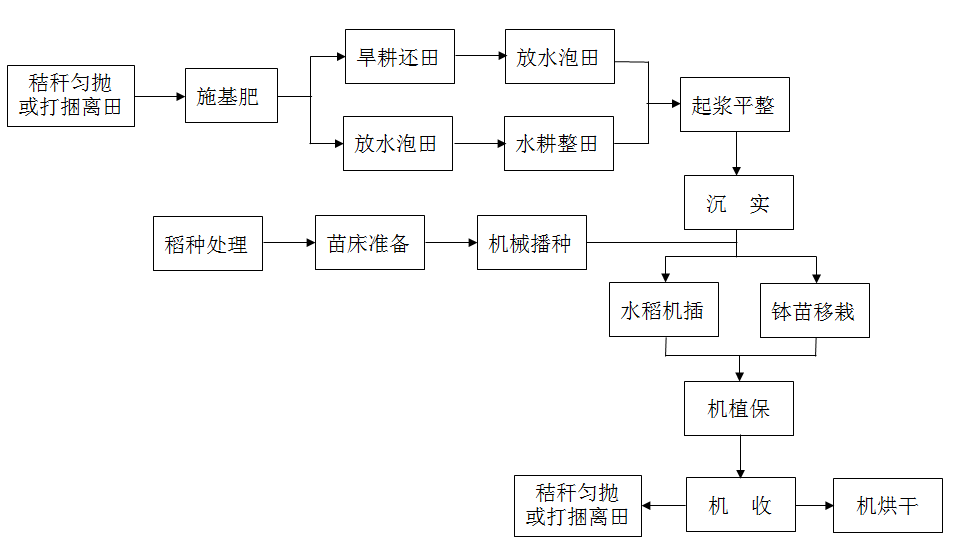 秸秆匀抛
或打捆离田
施基肥
旱耕还田
放水泡田
放水泡田
水耕整田
起浆平整
沉 实
稻种处理
苗床准备
机械播种
水稻机插
钵苗移栽
机植保
秸秆匀抛
或打捆离田
机 收
机烘干